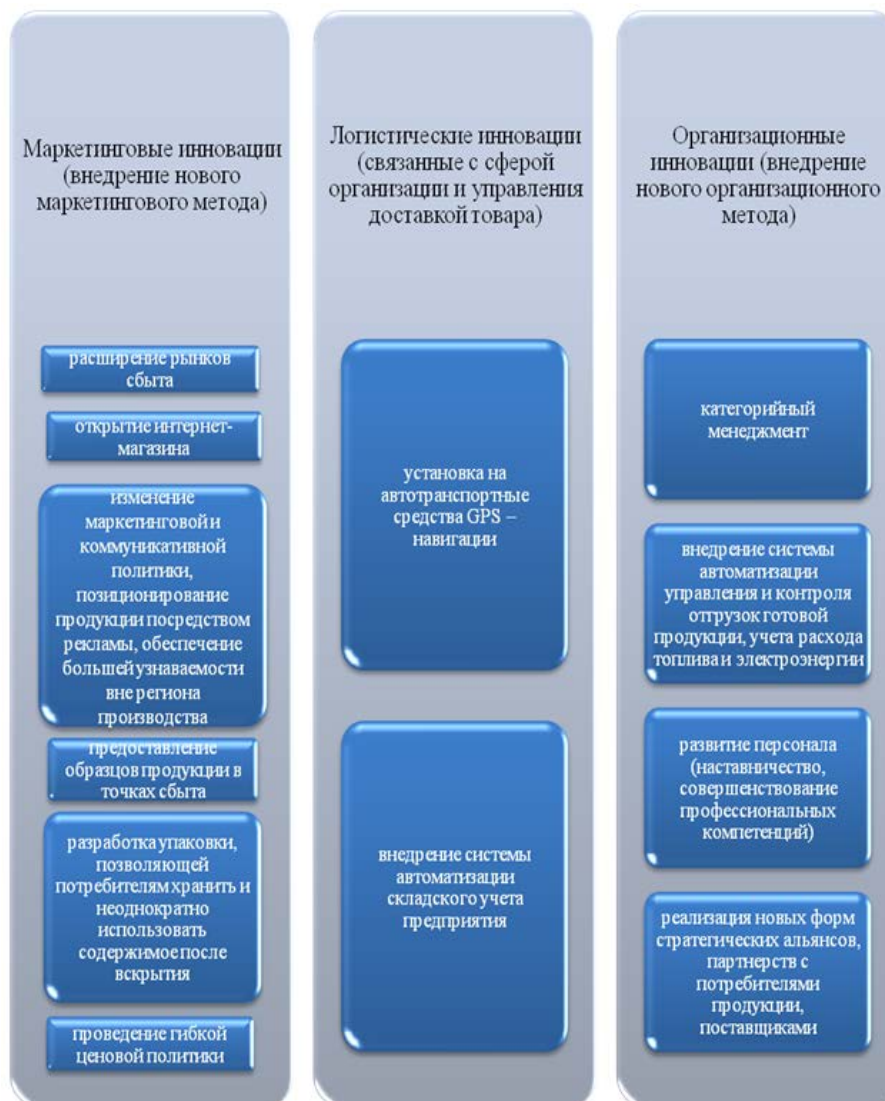 Маркетинговые инновации
(внедрение нового
маркетингового метода)
расширение рынков
сбыта
открытие интернет-
магазина
изменение
маркетинговой и
коммуникативной
политики,
позиционирование
продукции посредством
рекламы, обеспечение
большей узнаваемости
вне региона
производства
предоставление
образцов продукции в
точках сбыта
разработка упаковки,
позволяющей
потребителям хранить и
неоднократно
использовать
содержимое после
вскрытия
проведение гибкой
ценовой политики
Логистические инновации
(связанные с сферой
организации и управления
доставкой товара)
установка на
автотранспортные
средства GPS –
навигации
внедрение системы
автоматизации
складского учета
предприятия
Организационные
инновации (внедрение
нового организационного
метода)
категорийный
менеджмент
внедрение системы
автоматизации
управления и контроля
отгрузок готовой
продукции, учета расхода
топлива и электроэнергии
развитие персонала
(наставничество,
совершенствование
профессиональных
компетенций)
реализация новых форм
стратегических альянсов,
партнерств с
потребителями
продукции,
поставщиками